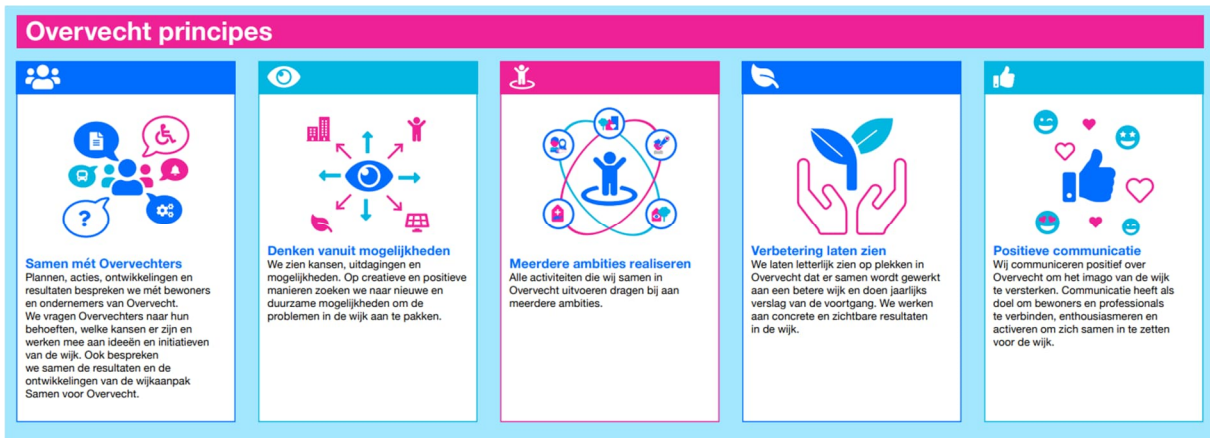 Overvecht principes
?
Samen mét Overvechters
Plannen, acties, ontwikkelingen en
resultaten bespreken we mét bewoners
en ondernemers van Overvecht.
We vragen Overvechters naar hun
behoeften, welke kansen er zijn en
werken mee aan ideeën en initiatieven
van de wijk. Ook bespreken
we samen de resultaten en de
ontwikkelingen van de wijkaanpak
Samen voor Overvecht.
Denken vanuit mogelijkheden
We zien kansen, uitdagingen en
mogelijkheden. Op creatieve en positieve
manieren zoeken we naar nieuwe en
duurzame mogelijkheden om de
problemen in de wijk aan te pakken.
Meerdere ambities realiseren
Alle activiteiten die wij samen in
Overvecht uitvoeren dragen bij aan
meerdere ambities.
Verbetering laten zien
We laten letterlijk zien op plekken in
Overvecht dat er samen wordt gewerkt
aan een betere wijk en doen jaarlijks
verslag van de voortgang. We werken
aan concrete en zichtbare resultaten
in de wijk.
Positieve communicatie
Wij communiceren positief over
Overvecht om het imago van de wijk
te versterken. Communicatie heeft als
doel om bewoners en professionals
te verbinden, enthousiasmeren en
activeren om zich samen in te zetten
voor de wijk.